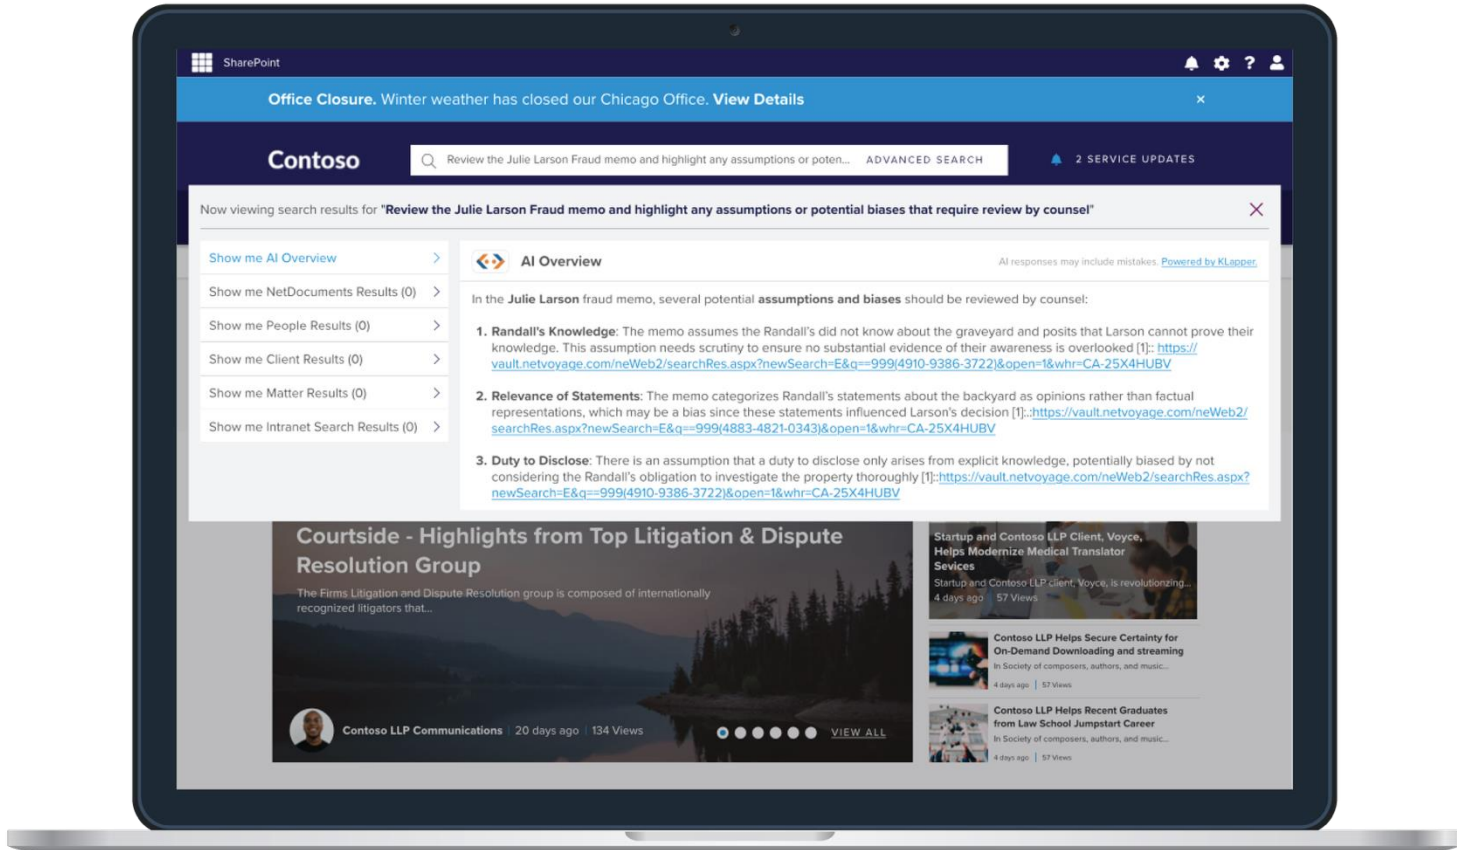 SharePoint
?
Office Closure. Winter weather has closed our Chicago Office. View Details
×
Contoso
Review the Julie Larson Fraud memo and highlight any assumptions or poten... ADVANCED SEARCH
2 SERVICE UPDATES
Now viewing search results for "Review the Julie Larson Fraud memo and highlight any assumptions or potential biases that require review by counsel"
Show me AI Overview
Show me NetDocuments Results (0)
Show me People Results (0)
Show me Client Results (0)
Show me Matter Results (0)
Show me Intranet Search Results (0)
AI Overview
AI responses may include mistakes. Powered by KLapper.
In the Julie Larson fraud memo, several potential assumptions and biases should be reviewed by counsel:
1. Randall's Knowledge: The memo assumes the Randall's did not know about the graveyard and posits that Larson cannot prove their
knowledge. This assumption needs scrutiny to ensure no substantial evidence of their awareness is overlooked [1]:: https://
vault.netvoyage.com/neWeb2/searchRes.aspx?newSearch=E&q==999(4910-9386-3722)&open=1&whr=CA-25X4HUBV
2. Relevance of Statements: The memo categorizes Randall's statements about the backyard as opinions rather than factual
representations, which may be a bias since these statements influenced Larson's decision [1]:.:https://vault.netvoyage.com/neWeb2/
searchRes.aspx?newSearch=E&q==999(4883-4821-0343)&open=1&whr=CA-25X4HUBV
3. Duty to Disclose: There is an assumption that a duty to disclose only arises from explicit knowledge, potentially biased by not
considering the Randall's obligation to investigate the property thoroughly [1]::https://vault.netvoyage.com/neWeb2/searchRes.aspx?
newSearch=E&q==999(4910-9386-3722)&open=1&whr=CA-25X4HUBV
Courtside - Highlights from Top Litigation & Dispute
Resolution Group
The Firms Litigation and Dispute Resolution group is composed of internationally
recognized litigators that...
Contoso LLP Communications | 20 days ago | 134 Views
VIEW ALL
Startup and Contoso LLP Client, Voyce,
Helps Modernize Medical Translator
Sevices
Startup and Contoso LLP client, Voyce, is revolutionzing...
4 days ago 57 Views
Contoso LLP Helps Secure Certainty for
On-Demand Downloading and streaming
In Society of composers, authors, and music...
4 days ago | 57 Views
Contoso LLP Helps Recent Graduates
from Law School Jumpstart Career
In Society of composers, authors, and music...
4 days ago | 57 Views